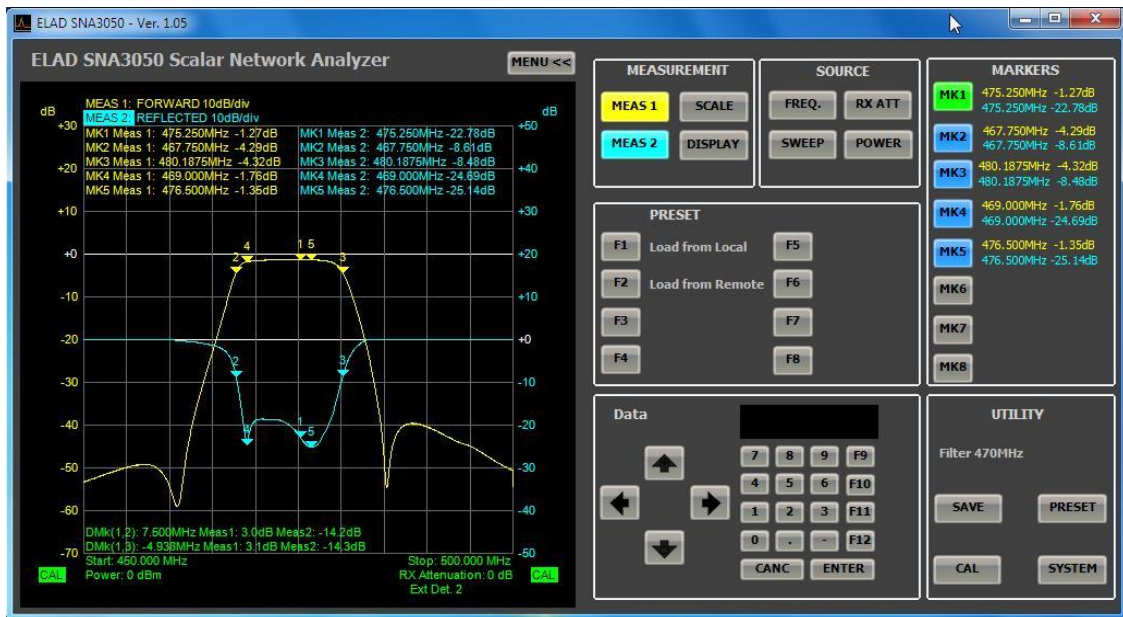 ELAD SNA3050 - Ver. 1.05
ELAD SNA3050 Scalar Network Analyzer
MENU <<
dB
MEAS 1: FORWARD 10dB/div
dB
MEAS 2: REFLECTED 10dB/div
+30
+50
MK1 Meas 1: 475.250MHz -1.27dB
MK1 Meas 2: 475.250MHz -22.78dB
MK2 Meas 1: 467.750MHz -4.29dB
MK2 Meas 2: 467.750MHz -8.61dB
MK3 Meas 1: 480.1875MHz -4.32dB
MK3 Meas 2: 480.1875MHz -8.48dB
+20
+40
MK4 Meas 1: 469.000MHz -1.76dB
MK4 Meas 2: 469.000MHz -24.69dB
MK5 Meas 1: 476.500MHz -1.35dB
MK5 Meas 2: 476.500MHz -25.14dB
+10
+30
4
1 5
+0
2
3
+20
-10
+10
-20
+0
2
3
-30
-10
-40
4
1
5
-20
-50
-30
-60
-40
DMk(1,2): 7.500MHz Meas1: 3.0dB Meas2: -14.2dB
DMk(1,3): -4.938MHz Meas1: 3.1dB Meas2: -14.3dB
-70
-50
Start: 450.000 MHz
Stop: 500.000 MHz
CAL
Power: 0 dBm
RX Attenuation: 0 dB
CAL
Ext Det. 2
MEASUREMENT
MEAS 1
SCALE
MEAS 2
DISPLAY
SOURCE
FREQ.
RX ATT
SWEEP
POWER
MARKERS
MK1
475.250MHz -1.27dB
475.250MHz -22.78dB
MK2
467.750MHz -4.29dB
467.750MHz -8.61dB
MK3
480.1875MHz -4.32dB
480.1875MHz -8.48dB
MK4
469.000MHz -1.76dB
469.000MHz -24.69dB
MK5
476.500MHz -1.35dB
476.500MHz -25.14dB
MK6
MK7
MK8
PRESET
F1
Load from Local
F5
F2
Load from Remote
F6
F3
F7
F4
F8
Data
7 8 9 F9
4 5 6 F10
1 2 3 F11
0 . - F12
CANC ENTER
UTILITY
Filter 470MHz
SAVE
PRESET
CAL
SYSTEM